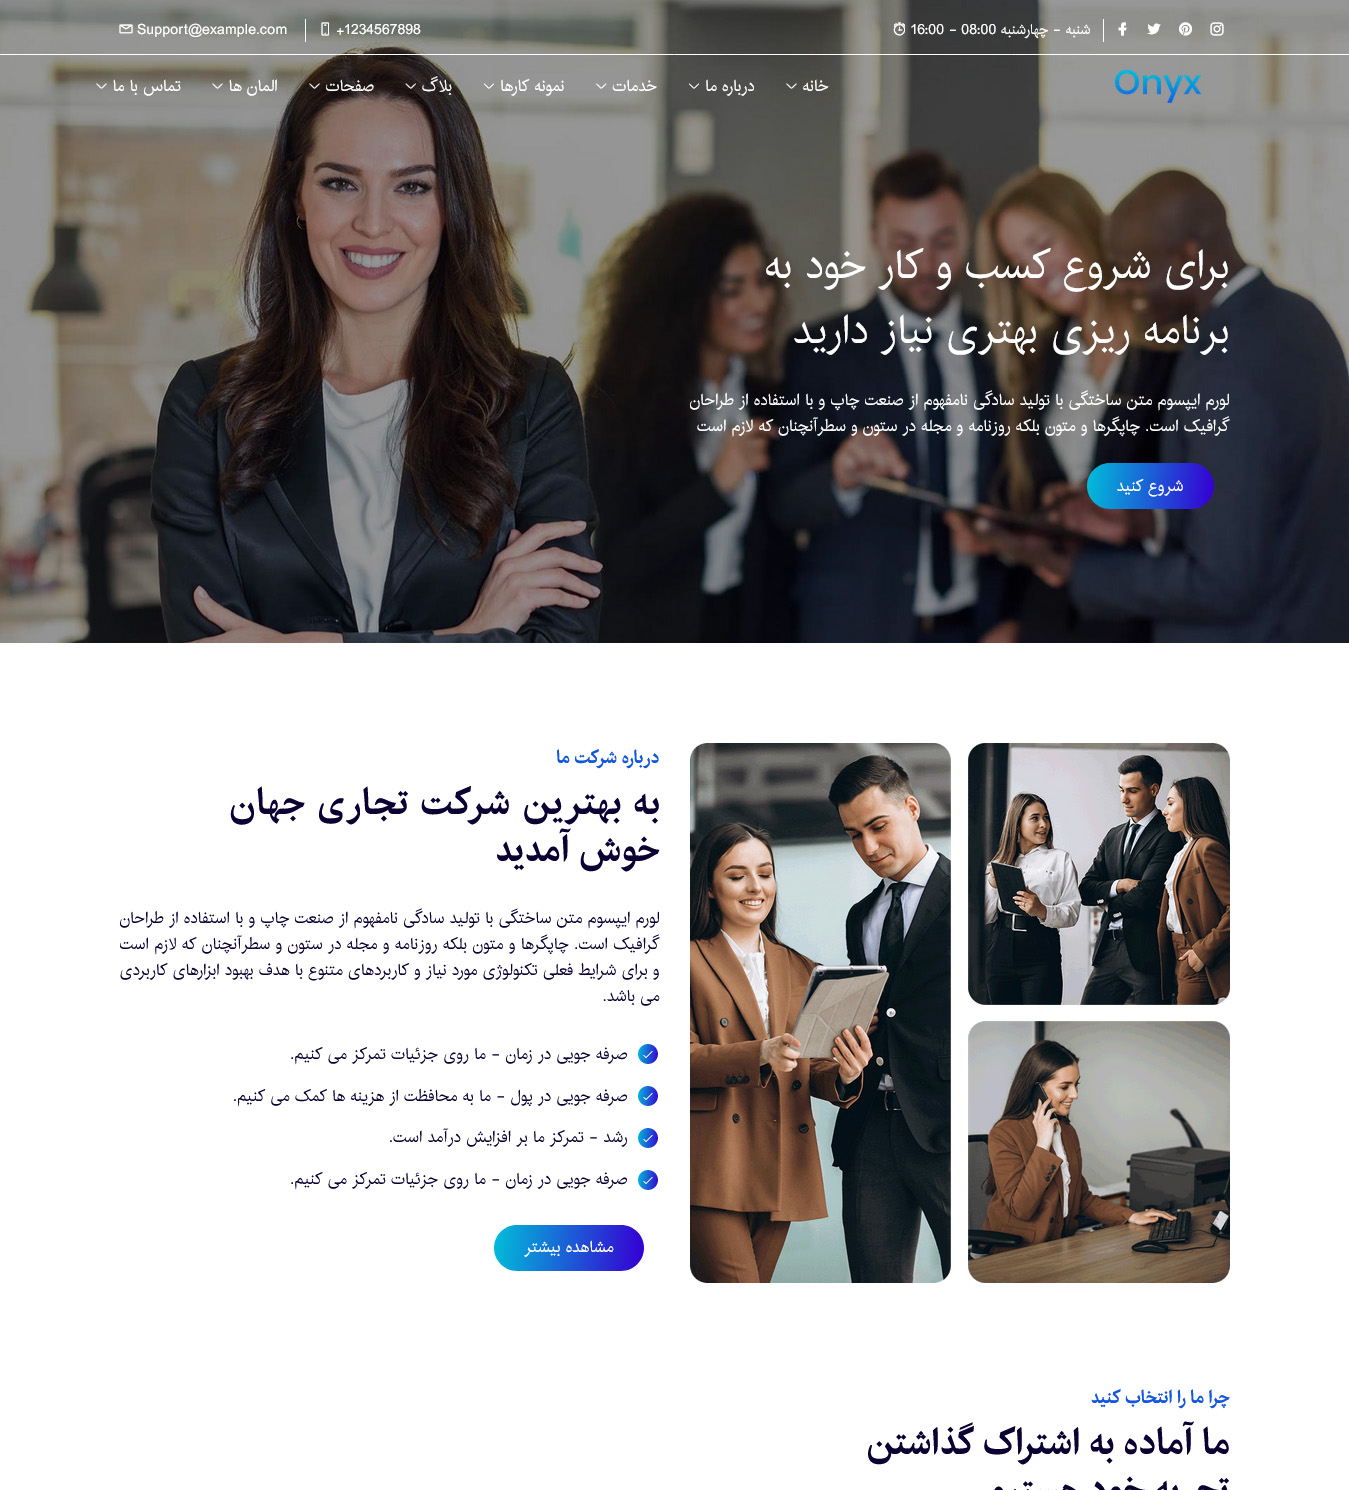 شنبه - چهارشنبه 08:00 - 16:00
+1234567898
Support@example.com
Onyx
خانه
درباره ما
خدمات
نمونه کارها
بلاگ
صفحات
المان ها
تماس با ما
برای شروع کسب و کار خود به
برنامه ریزی بهتری نیاز دارید
لورم ایپسوم متن ساختگی با تولید سادگی نامفهوم از صنعت چاپ و با استفاده از طراحان
گرافیک است. چاپگرها و متون بلکه روزنامه و مجله در ستون و سطرآنچنان که لازم است
شروع کنید
درباره شرکت ما
به بهترین شرکت تجاری جهان
خوش آمدید
لورم ایپسوم متن ساختگی با تولید سادگی نامفهوم از صنعت چاپ و با استفاده از طراحان
گرافیک است. چاپگرها و متون بلکه روزنامه و مجله در ستون و سطرآنچنان که لازم است
و برای شرایط فعلی تکنولوژی مورد نیاز و کاربردهای متنوع با هدف بهبود ابزارهای کاربردی
می باشد.
صرفه جویی در زمان - ما روی جزئیات تمرکز می کنیم.
صرفه جویی در پول - ما به محافظت از هزینه ها کمک می کنیم.
رشد - تمرکز ما بر افزایش درآمد است.
صرفه جویی در زمان - ما روی جزئیات تمرکز می کنیم.
مشاهده بیشتر
چرا ما را انتخاب کنید
ما آماده به اشتراک گذاشتن
تجربه خود هستیم